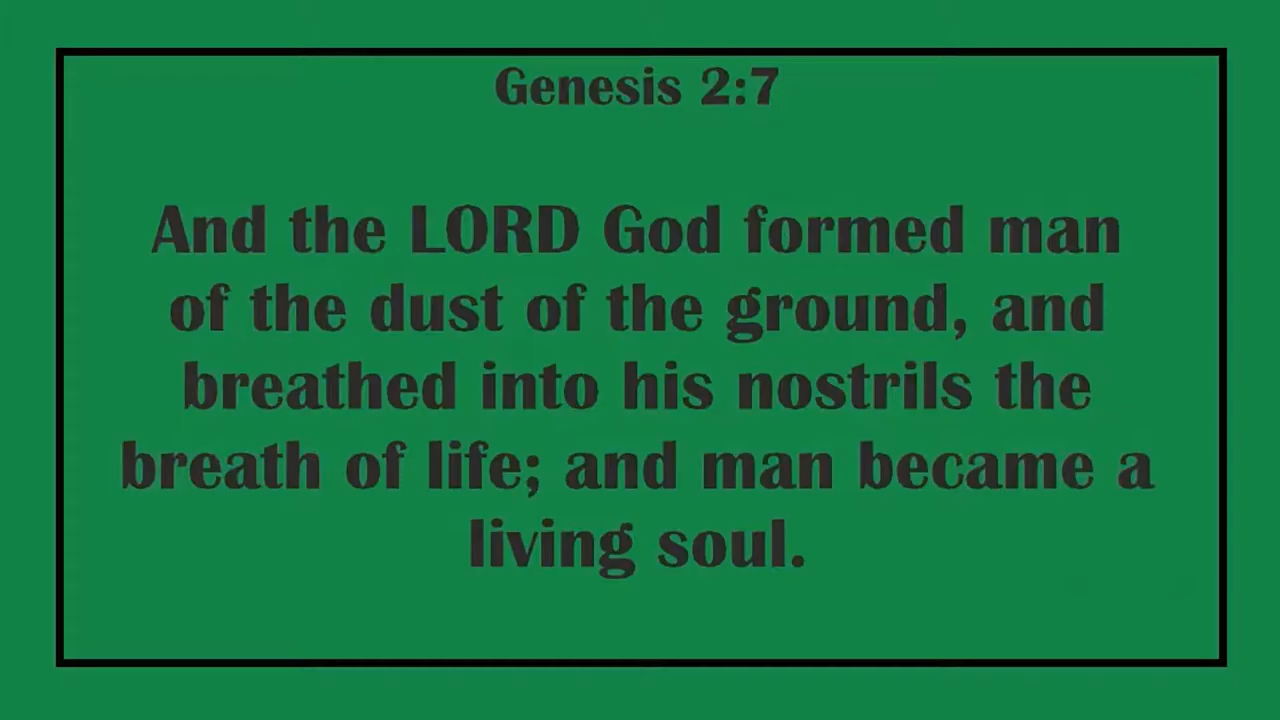 Genesis 2:7
And the LORD God formed man
of the dust of the ground, and
breathed into his nostrils the
breath of life; and man became a
living soul.